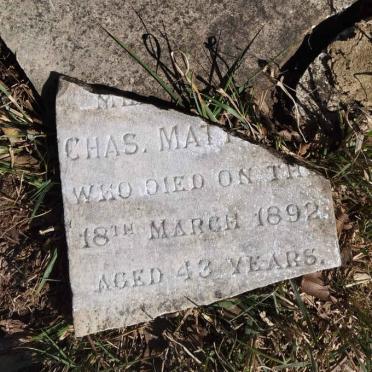 CHAS. MAT
WHO DIED ON TH
18TH MARCH 1892
AGED 43 YEARS.